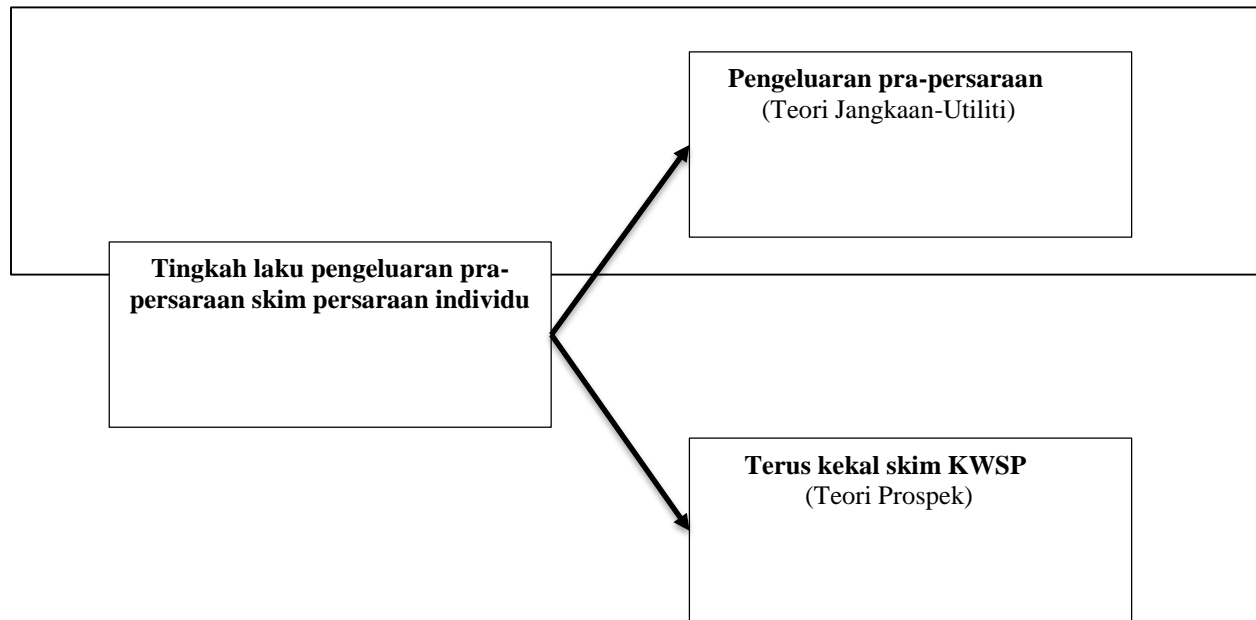 Pengeluaran pra-persaraan
(Teori Jangkaan-Utiliti)
Tingkah laku pengeluaran pra-
persaraan skim persaraan individu
Terus kekal skim KWSP
(Teori Prospek)